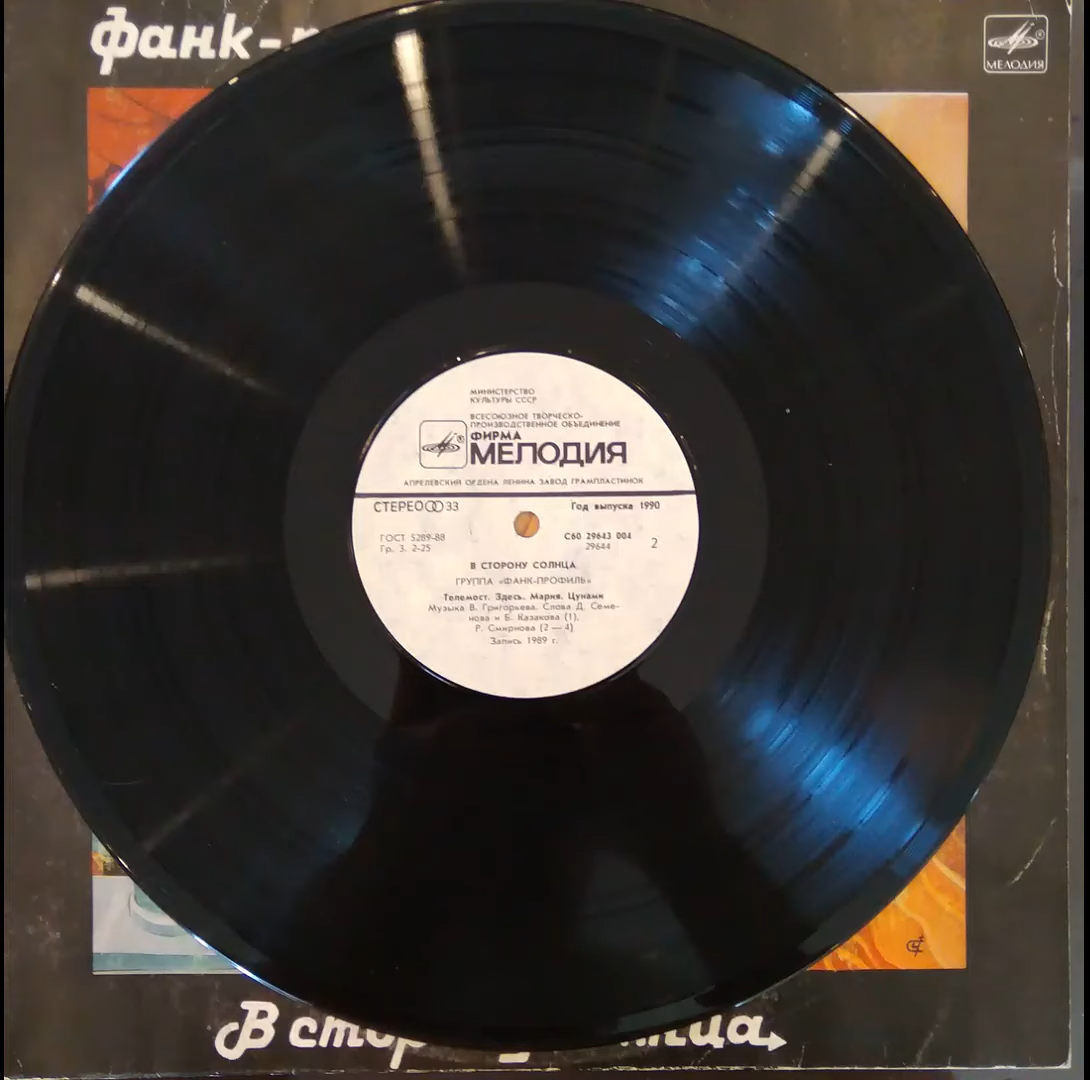 Фанк-
МЕЛОДИЯ
МИНИСТЕРСТВО
КУЛЬТУРЫ СССР
ВСЕСОЮЗНОЕ ТВОРЧЕСКО-
ПРОИЗВОДСТВЕННОЕ ОБЪЕДИНЕНИЕ
ФИРМА
МЕЛОДИЯ
АПРЕЛЕВСКИЙ ОРДЕНА ЛЕНИНА ЗАВОД ГРАМПЛАСТИНОК
СТЕРЕО 33 Год выпуска 1990
ГОСТ 5289-88 С60 29643 004
Гр. 3. 2-25 29644 2
В СТОРОНУ СОЛНЦА
ГРУППА «ФАНК-ПРОФИЛЬ»
Телемост. Здесь. Мария. Цунами
Музыка В. Григорьева. Слова Д. Семе-
нова и Б. Казакова (1),
Р. Смирнова (2 — 4)
Запись 1989 г.
В стор нца